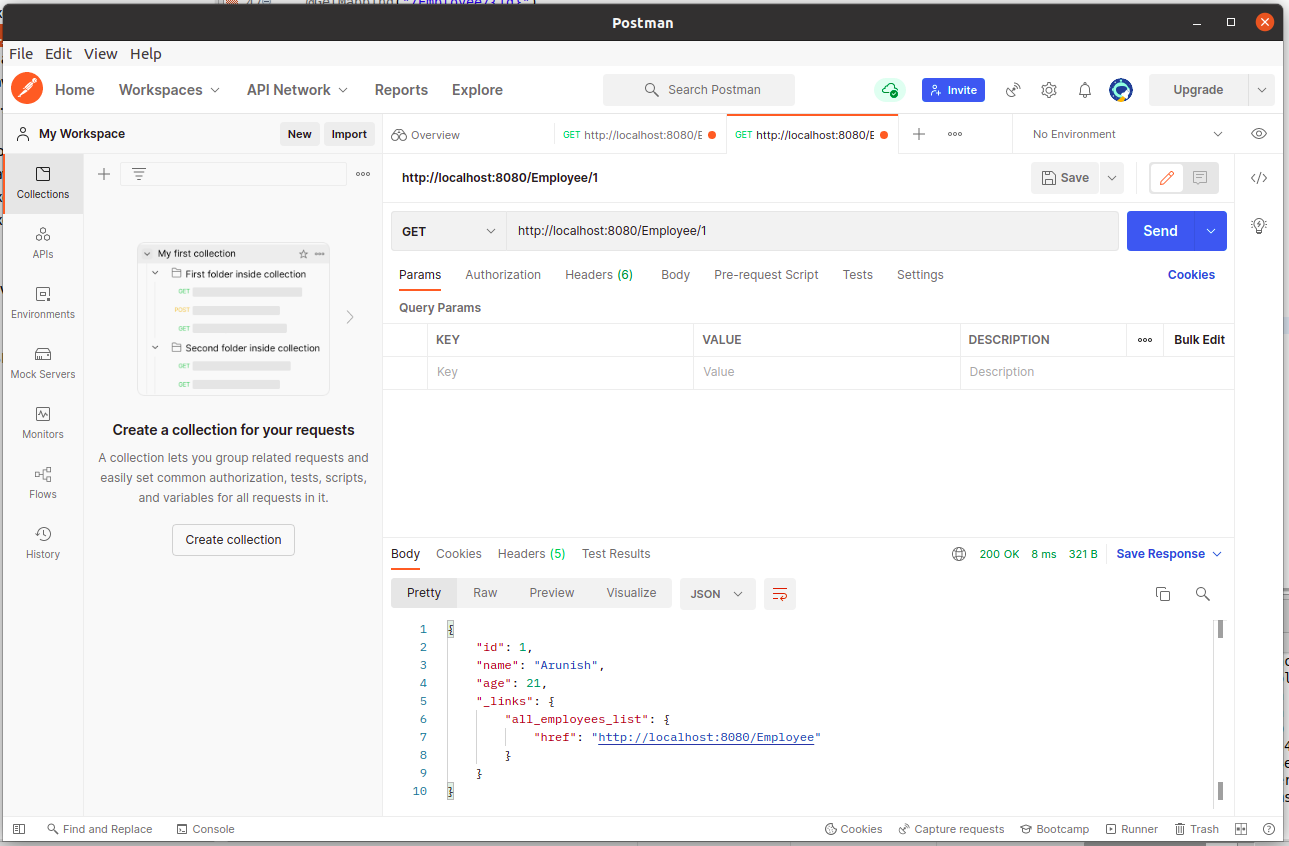 Postman
File Edit View Help
Home Workspaces API Network Reports Explore Search Postman Invite Upgrade
My Workspace New Import Overview GET http://localhost:8080/E GET http://localhost:8080/E No Environment
Collections
APIs
Environments
Mock Servers
Monitors
Flows
History
My first collection
First folder inside collection
GET
POST
GET
Second folder inside collection
GET
GET
Create a collection for your requests
A collection lets you group related requests and
easily set common authorization, tests, scripts,
and variables for all requests in it.
Create collection
http://localhost:8080/Employee/1 Save
GET http://localhost:8080/Employee/1 Send
Params Authorization Headers (6) Body Pre-request Script Tests Settings Cookies
Query Params
KEY VALUE DESCRIPTION Bulk Edit
Key Value Description
Body Cookies Headers (5) Test Results 200 OK 8 ms 321 B Save Response
Pretty Raw Preview Visualize JSON
1 {
2 "id": 1,
3 "name": "Arunish",
4 "age": 21,
5 "_links": {
6 "all_employees_list": {
7 "href": "http://localhost:8080/Employee"
8 }
9 }
10 }
Find and Replace Console Cookies Capture requests Bootcamp Runner Trash